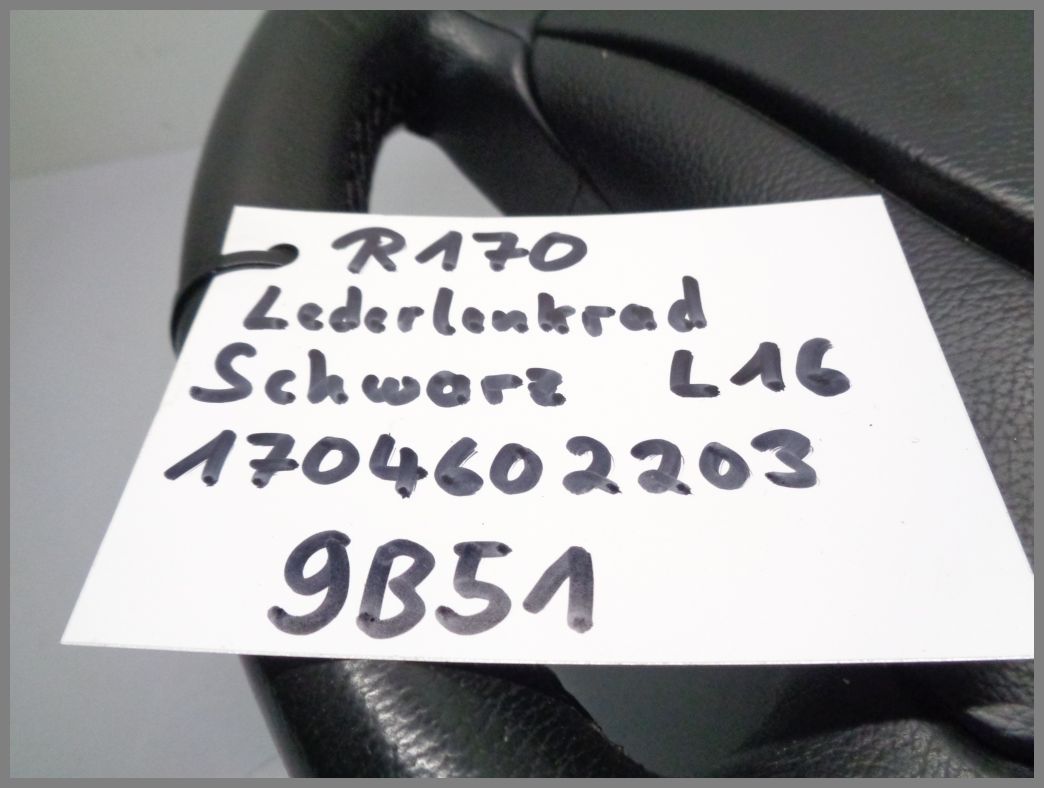 R170
Lederlenkrad
Schwarz L16
1704602203
9B51